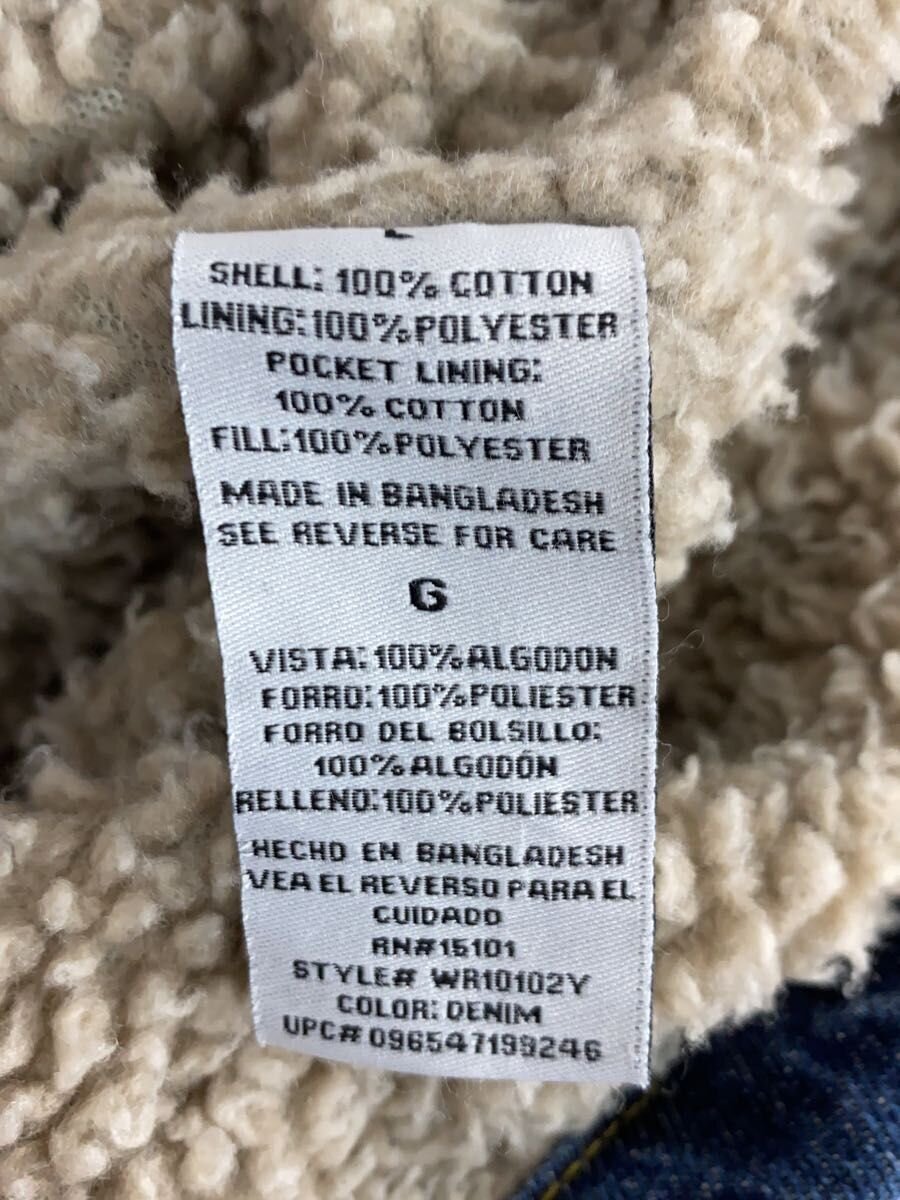 SHELL: 100% COTTON
LINING: 100% POLYESTER
POCKET LINING:
100% COTTON
FILL: 100% POLYESTER
MADE IN BANGLADESH
SEE REVERSE FOR CARE
G
VISTA: 100% ALGODON
FORRO: 100% POLIESTER
FORRO DEL BOLSILLO:
100% ALGODÓN
RELLENO: 100% POLIESTER
HECHO EN BANGLADESH
VEA EL REVERSO PARA EL
CUIDADO
RN#15101
STYLE# WR10102Y
COLOR: DENIM
UPC# 096547199246